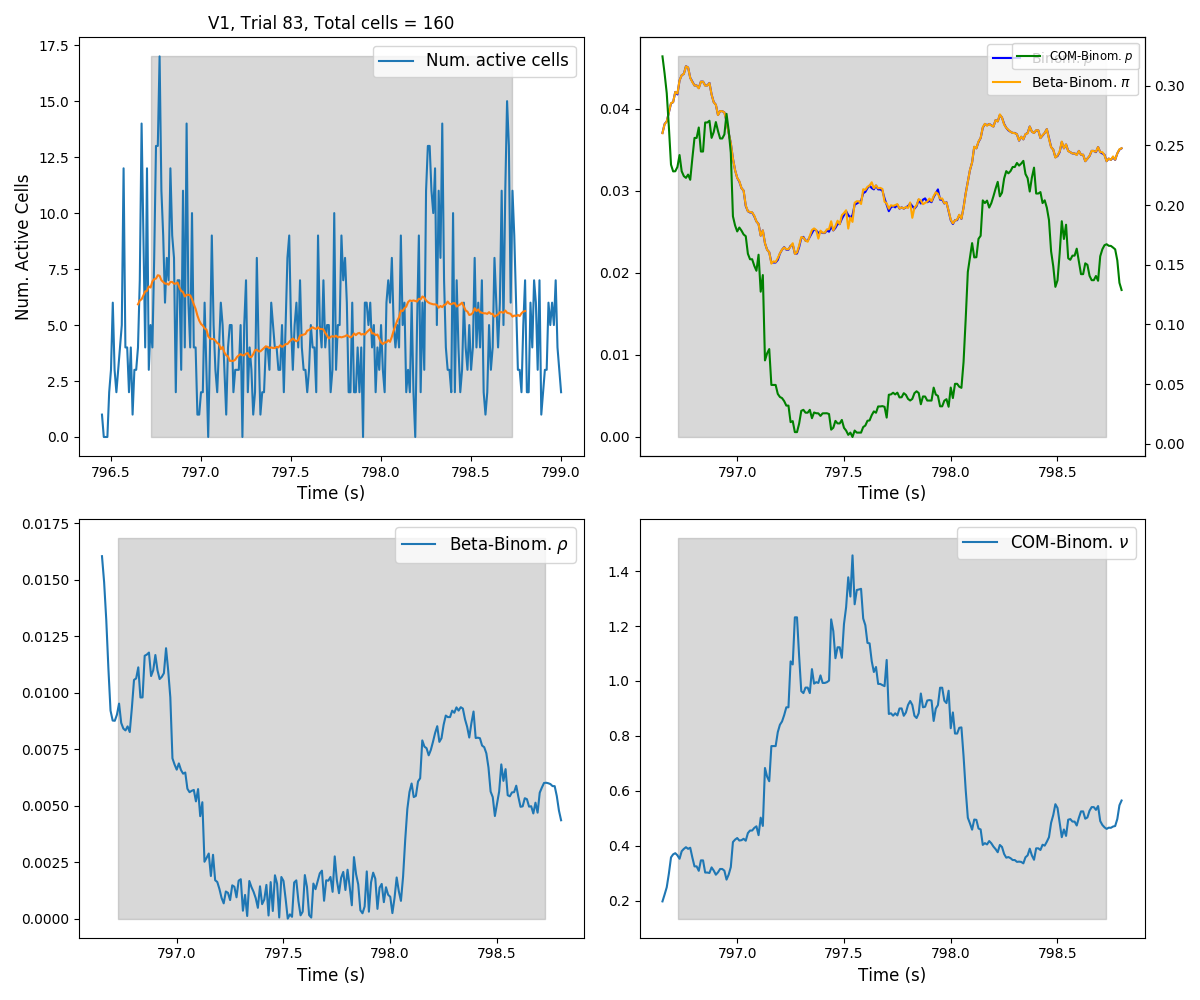 V1, Trial 83, Total cells = 160
Num. active cells
Num. Active Cells
17.5
15.0
12.5
10.0
7.5
5.0
2.5
0.0
796.5 797.0 797.5 798.0 798.5 799.0
Time (s)
COM-Binom. p
Beta-Binom. π
0.04
0.03
0.02
0.01
0.00
0.30
0.25
0.20
0.15
0.10
0.05
0.00
797.0 797.5 798.0 798.5
Time (s)
Beta-Binom. ρ
0.0175
0.0150
0.0125
0.0100
0.0075
0.0050
0.0025
0.0000
797.0 797.5 798.0 798.5
Time (s)
COM-Binom. ν
1.4
1.2
1.0
0.8
0.6
0.4
0.2
797.0 797.5 798.0 798.5
Time (s)